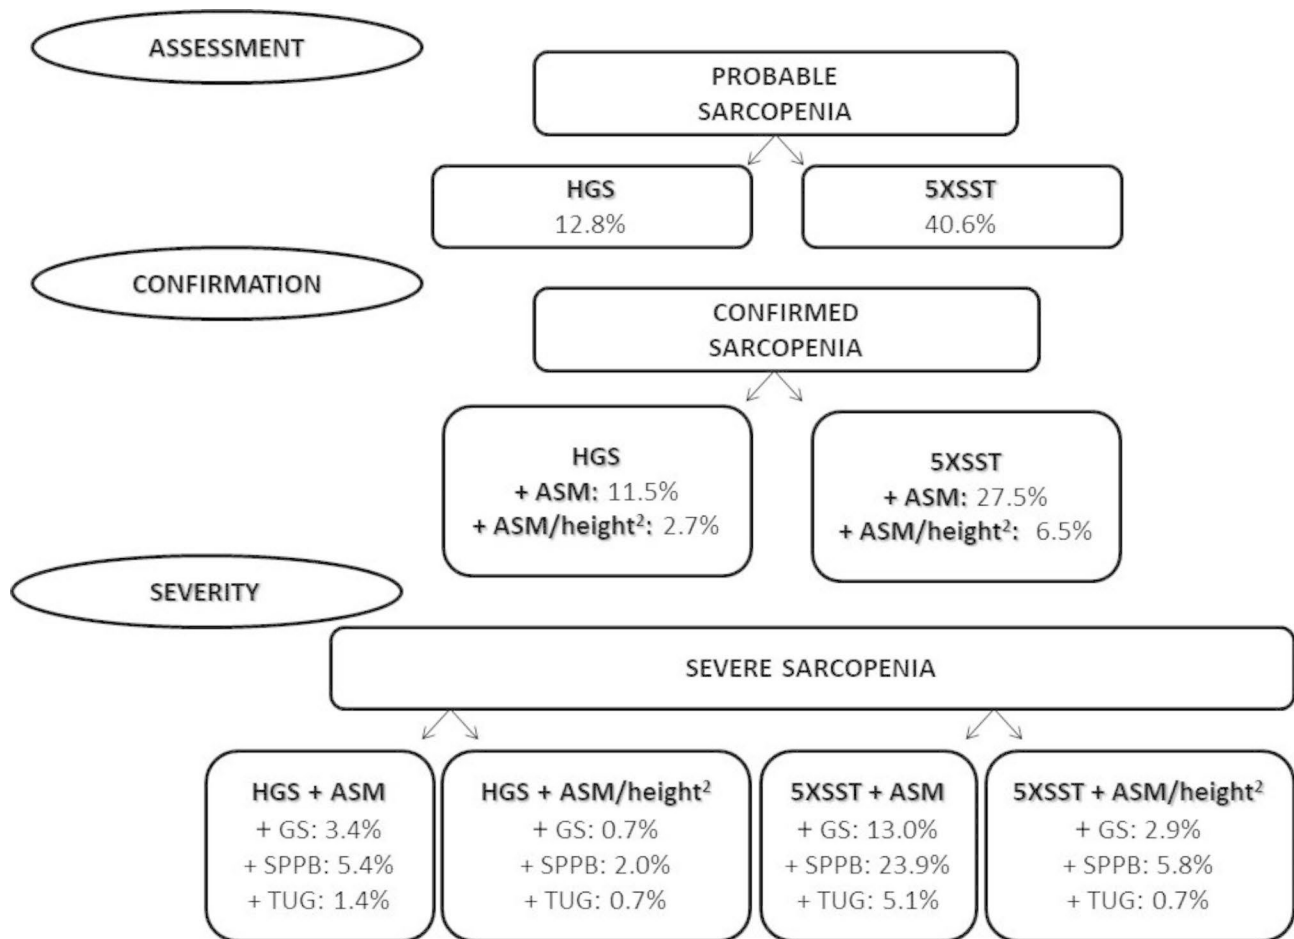 ASSESSMENT
PROBABLE
SARCOPENIA
HGS
12.8%
5XSST
40.6%
CONFIRMATION
CONFIRMED
SARCOPENIA
HGS
+ ASM: 11.5%
+ ASM/height²: 2.7%
5XSST
+ ASM: 27.5%
+ ASM/height²: 6.5%
SEVERITY
SEVERE SARCOPENIA
HGS + ASM
+ GS: 3.4%
+ SPPB: 5.4%
+ TUG: 1.4%
HGS + ASM/height²
+ GS: 0.7%
+ SPPB: 2.0%
+ TUG: 0.7%
5XSST + ASM
+ GS: 13.0%
+ SPPB: 23.9%
+ TUG: 5.1%
5XSST + ASM/height²
+ GS: 2.9%
+ SPPB: 5.8%
+ TUG: 0.7%